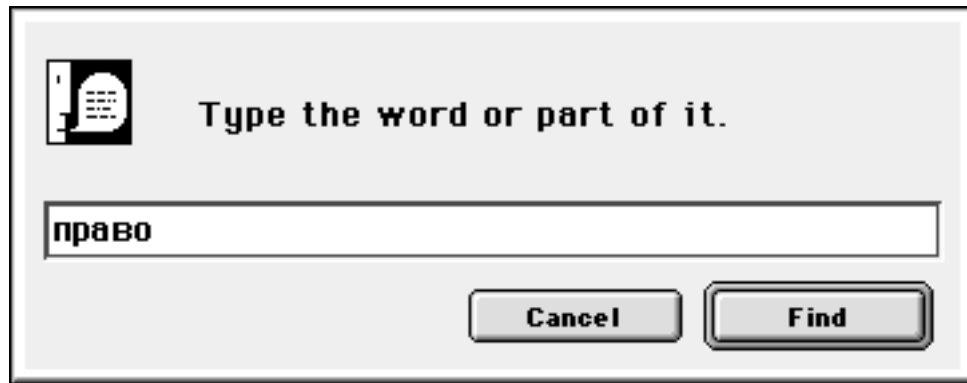 Type the word or part of it.
право
Cancel Find